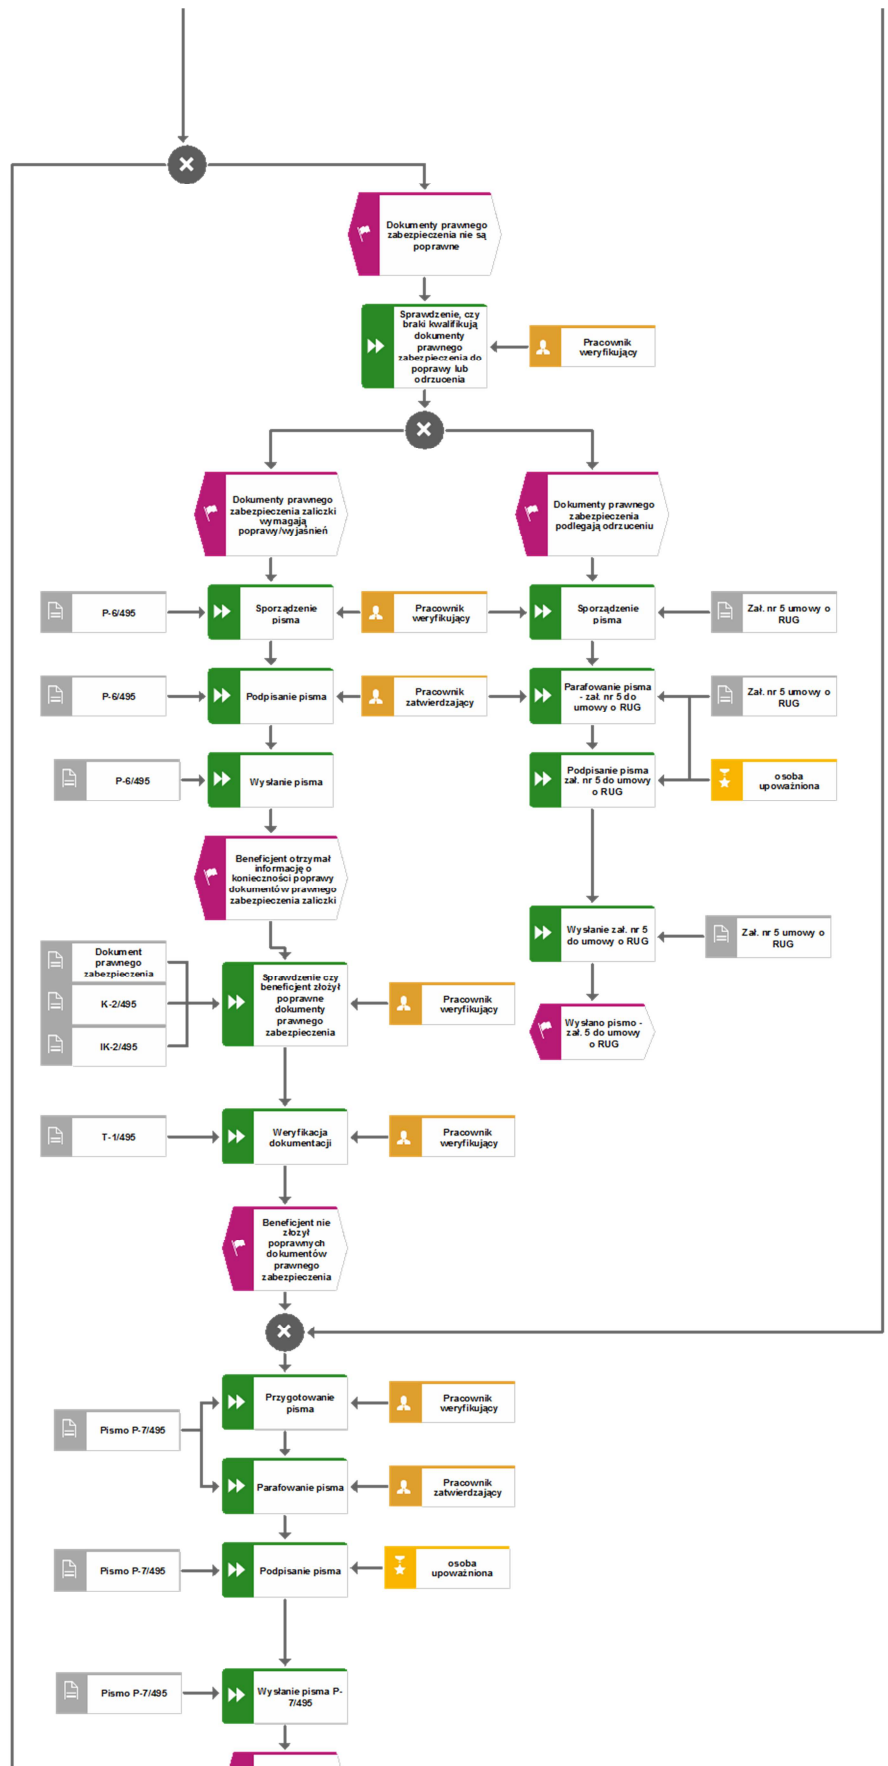 Dokumenty prawnego
zabezpieczenia nie są
poprawne
Sprawdzenie, czy
braki kwalifikują
dokumenty
prawnego
zabezpieczenia do
poprawy lub
odrzucenia
Pracownik
weryfikujący
Dokumenty prawnego
zabezpieczenia zaliczki
wymagają
poprawy/wyjaśnień
Dokumenty prawnego
zabezpieczenia
podlegają odrzuceniu
P-6/495
Sporządzenie
pisma
Pracownik
weryfikujący
Sporządzenie
pisma
Zał. nr 5 umowy o
RUG
P-6/495
Podpisanie pisma
Pracownik
zatwierdzający
Parafowanie pisma
- zał. nr 5 do
umowy o RUG
Zał. nr 5 umowy o
RUG
P-6/495
Wysłanie pisma
Podpisanie pisma
zał. nr 5 do umowy
o RUG
osoba
upoważniona
Beneficjent otrzymał
informację o
konieczności poprawy
dokumentów prawnego
zabezpieczenia zaliczki
Wysłanie zał. nr 5
do umowy o RUG
Zał. nr 5 umowy o
RUG
Dokument
prawnego
zabezpieczenia
K-2/495
IK-2/495
Sprawdzenie czy
beneficjent złożył
poprawne
dokumenty
prawnego
zabezpieczenia
Pracownik
weryfikujący
Wysłano pismo -
zał. 5 do umowy
o RUG
T-1/495
Weryfikacja
dokumentacji
Pracownik
weryfikujący
Beneficjent nie
złożył
poprawnych
dokumentów
prawnego
zabezpieczenia
Pismo P-7/495
Przygotowanie
pisma
Pracownik
weryfikujący
Parafowanie pisma
Pracownik
zatwierdzający
Pismo P-7/495
Podpisanie pisma
osoba
upoważniona
Pismo P-7/495
Wysłanie pisma P-
7/495